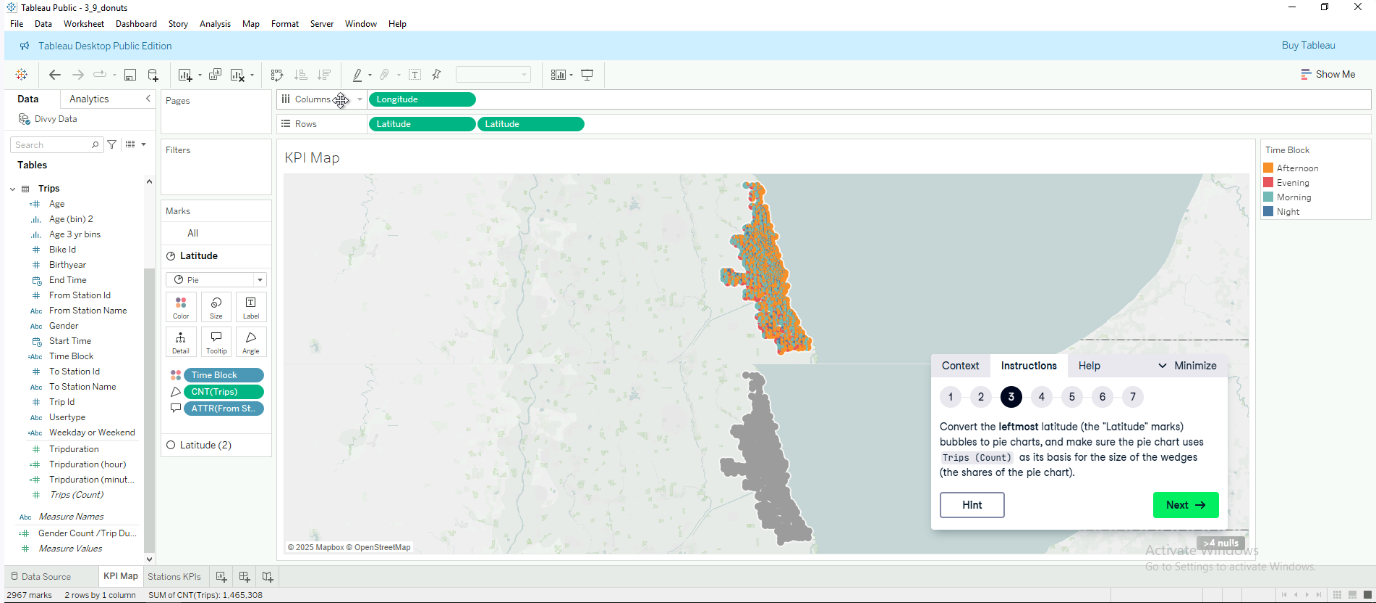 Tableau Public - 3_9_donuts
File Data Worksheet Dashboard Story Analysis Map Format Server Window Help
Tableau Desktop Public Edition Buy Tableau
Show Me
Data Analytics
Divvy Data
Search
Tables
Trips
Age
Age (bin) 2
Age 3 yr bins
Bike Id
Birthyear
End Time
From Station Id
Abc From Station Name
Abc Gender
Start Time
Abc Time Block
To Station Id
Abc To Station Name
Trip Id
Abc Usertype
Abc Weekday or Weekend
Tripduration
Tripduration (hour)
Tripduration (minut...
Trips (Count)
Abc Measure Names
Gender Count /Trip Du...
Measure Values
Pages
Filters
Marks
All
Latitude
Pie
Color Size Label
Detail Tooltip Angle
Time Block
CNT(Trips)
ATTR(From St..
Latitude (2)
Columns Longitude
Rows Latitude Latitude
KPI Map
© 2025 Mapbox © OpenStreetMap
>4 nulls
Time Block
Afternoon
Evening
Morning
Night
Context Instructions Help Minimize
1 2 3 4 5 6 7
Convert the leftmost latitude (the "Latitude" marks)
bubbles to pie charts, and make sure the pie chart uses
Trips (Count) as its basis for the size of the wedges
(the shares of the pie chart).
Hint Next →
Activate Windows
Go to Settings to activate Windows.
Data Source KPI Map Stations KPIs
2967 marks 2 rows by 1 column SUM of CNT(Trips): 1,465,308